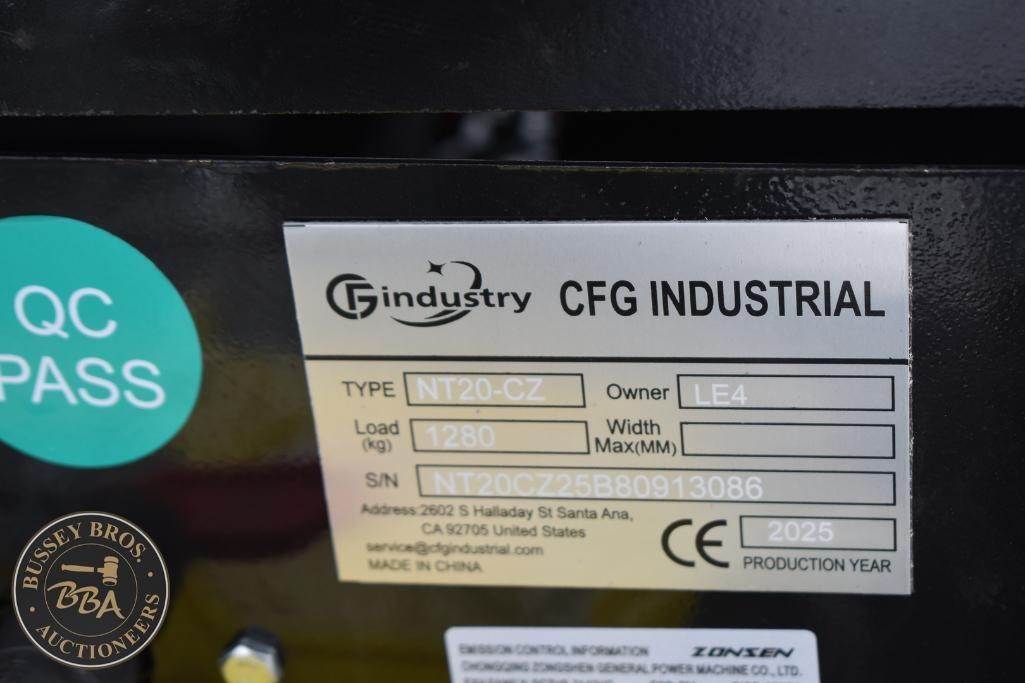 QC
PASS
CFG industry CFG INDUSTRIAL
TYPE NT20-CZ Owner LE4
Load (kg) 1280 Width Max(MM)
S/N NT20CZ25B80913086
Address:2602 S Halladay St Santa Ana,
CA 92705 United States
service@cfgindustrial.com
MADE IN CHINA
CE 2025
PRODUCTION YEAR
BUSSEY BROS.
BBA
AUCTIONEERS
EMISSION CONTROL INFORMATION ZONSEN
CHONGQING ZONGSHEN GENERAL POWER MACHINE CO., LTD.